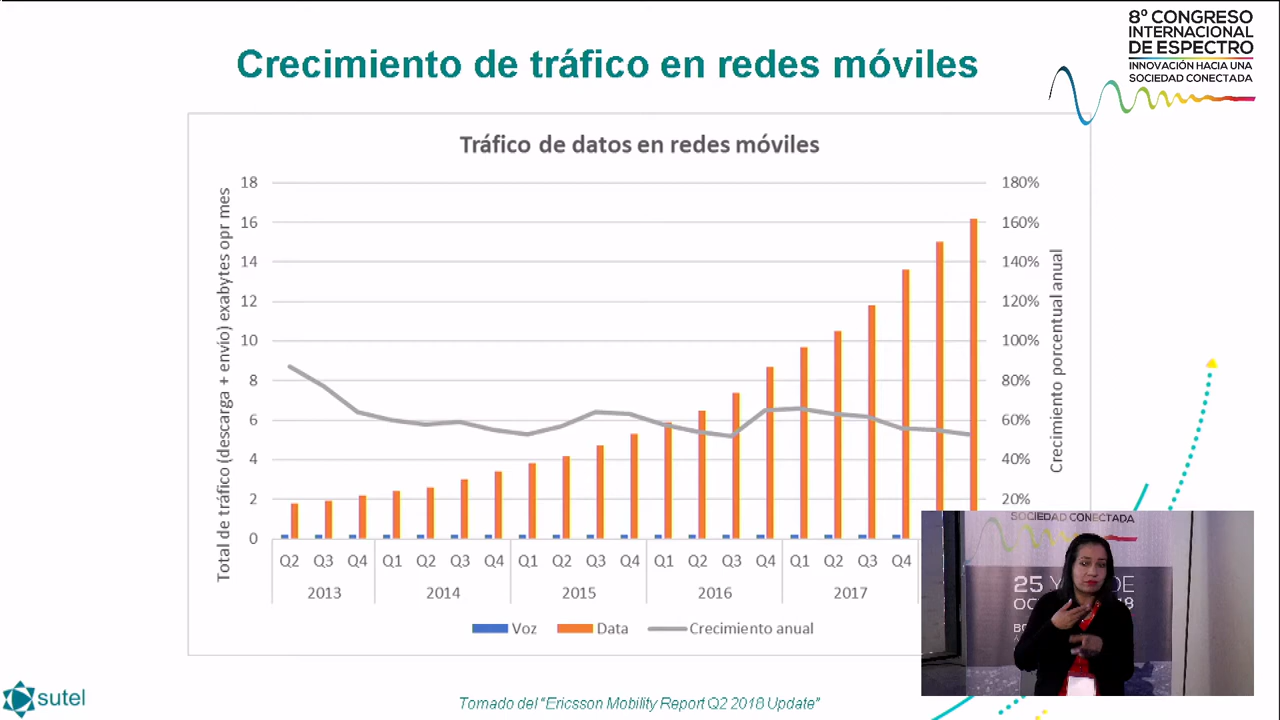 Crecimiento de tráfico en redes móviles
8º CONGRESO
INTERNACIONAL
DE ESPECTRO
INNOVACIÓN HACIA UNA
SOCIEDAD CONECTADA
Tráfico de datos en redes móviles
Total de tráfico (descarga + envío) exabytes opr mes
18
16
14
12
10
8
6
4
2
0
180%
160%
140%
120%
100%
80%
60%
40%
20%
Crecimiento porcentual anual
Q2 Q3 Q4 Q1 Q2 Q3 Q4 Q1 Q2 Q3 Q4 Q1 Q2 Q3 Q4 Q1 Q2 Q3 Q4
2013 2014 2015 2016 2017
Voz Data Crecimiento anual
SOCIEDAD CONECTADA
25
sutel
Tomado del "Ericsson Mobility Report Q2 2018 Update"